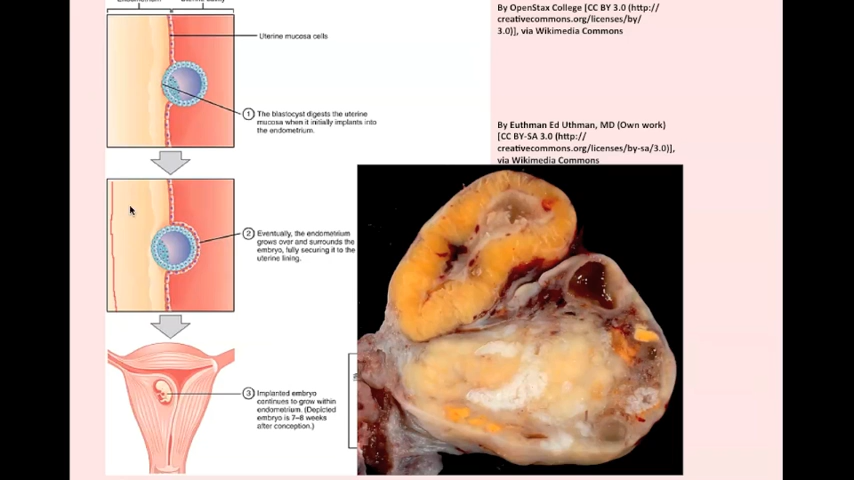 Uterine mucosa cells
1 The blastocyst digests the uterine
mucosa when it initially implants into
the endometrium.
2 Eventually, the endometrium
grows over and surrounds the
embryo, fully securing it to the
uterine lining.
3 Implanted embryo
continues to grow within
endometrium. (Depicted
embryo is 7–8 weeks
after conception.)
By OpenStax College [CC BY 3.0 (http://
creativecommons.org/licenses/by/
3.0)], via Wikimedia Commons
By Euthman Ed Uthman, MD (Own work)
[CC BY-SA 3.0 (http://
creativecommons.org/licenses/by-sa/3.0)],
via Wikimedia Commons